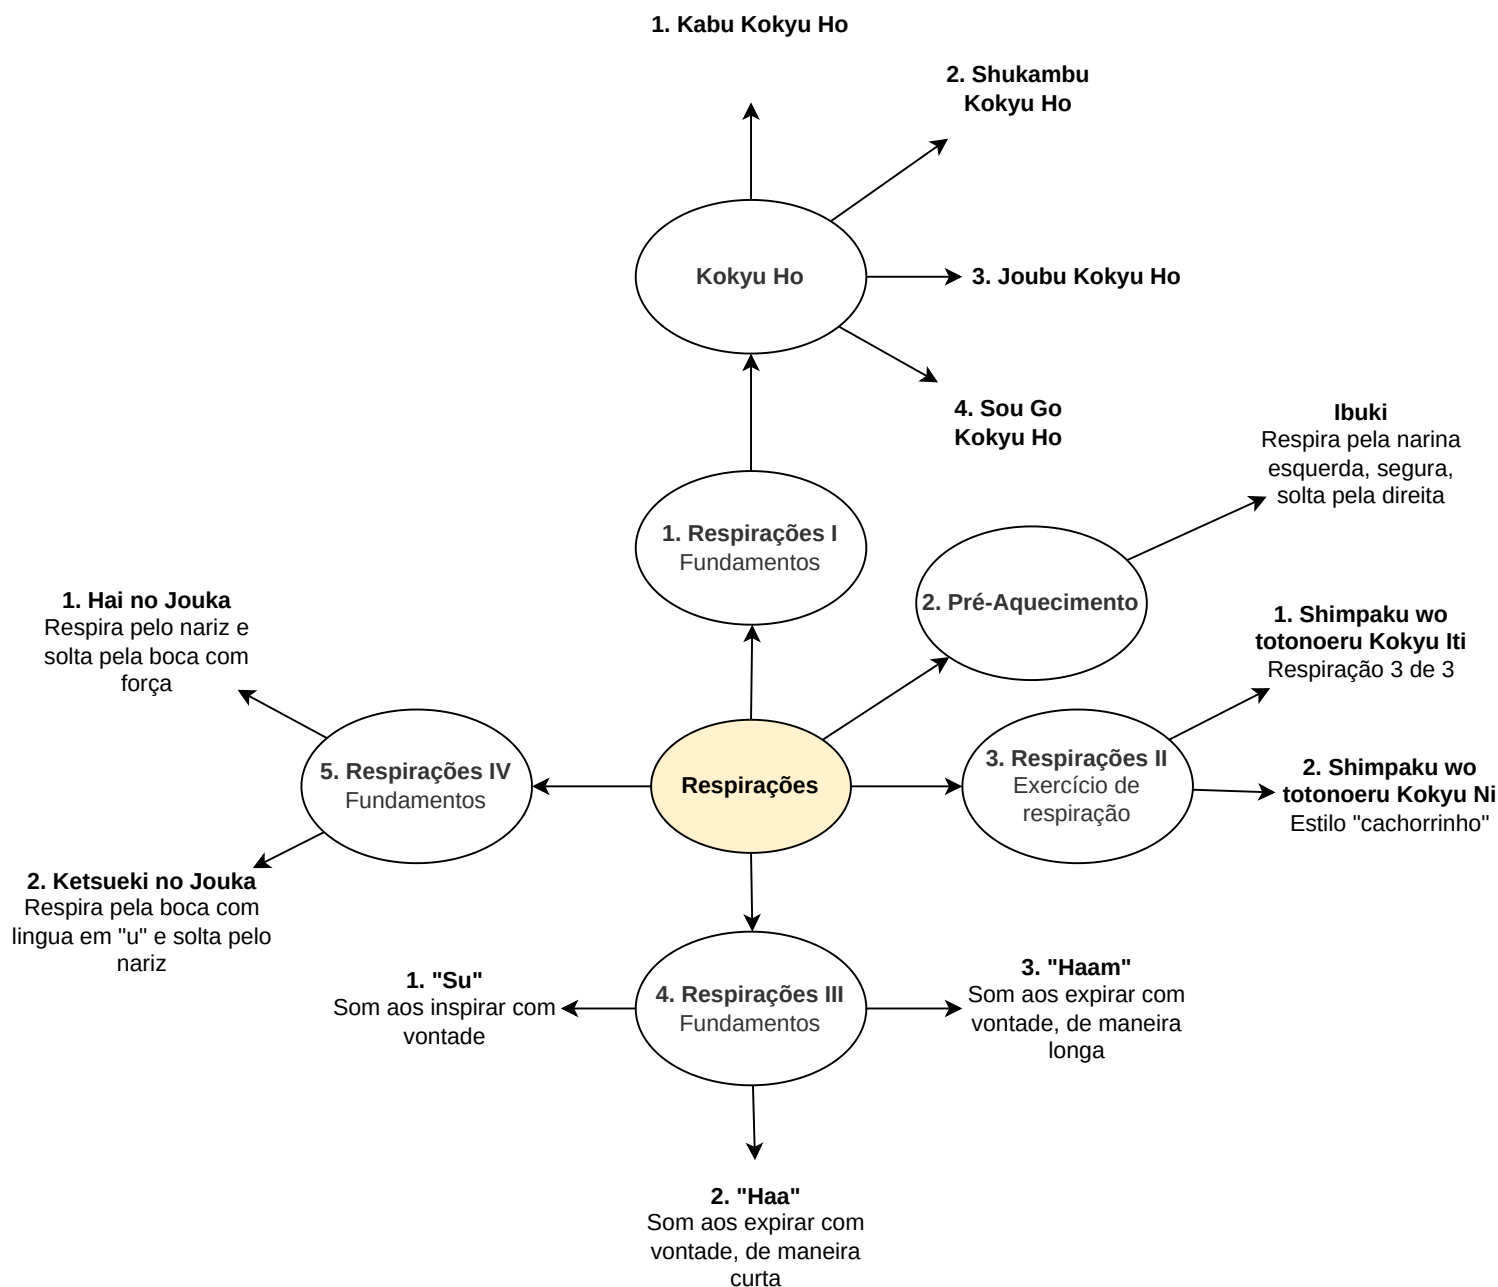 1. Kabu Kokyu Ho
2. Shukambu
Kokyu Ho
Kokyu Ho
3. Joubu Kokyu Ho
4. Sou Go
Kokyu Ho
1. Respirações I
Fundamentos
Ibuki
Respira pela narina
esquerda, segura,
solta pela direita
2. Pré-Aquecimento
1. Hai no Jouka
Respira pelo nariz e
solta pela boca com
força
1. Shimpaku wo
totonoeru Kokyu Iti
Respiração 3 de 3
5. Respirações IV
Fundamentos
Respirações
3. Respirações II
Exercício de
respiração
2. Shimpaku wo
totonoeru Kokyu Ni
Estilo "cachorrinho"
2. Ketsueki no Jouka
Respira pela boca com
lingua em "u" e solta pelo
nariz
1. "Su"
Som aos inspirar com
vontade
4. Respirações III
Fundamentos
3. "Haam"
Som aos expirar com
vontade, de maneira
longa
2. "Haa"
Som aos expirar com
vontade, de maneira
curta